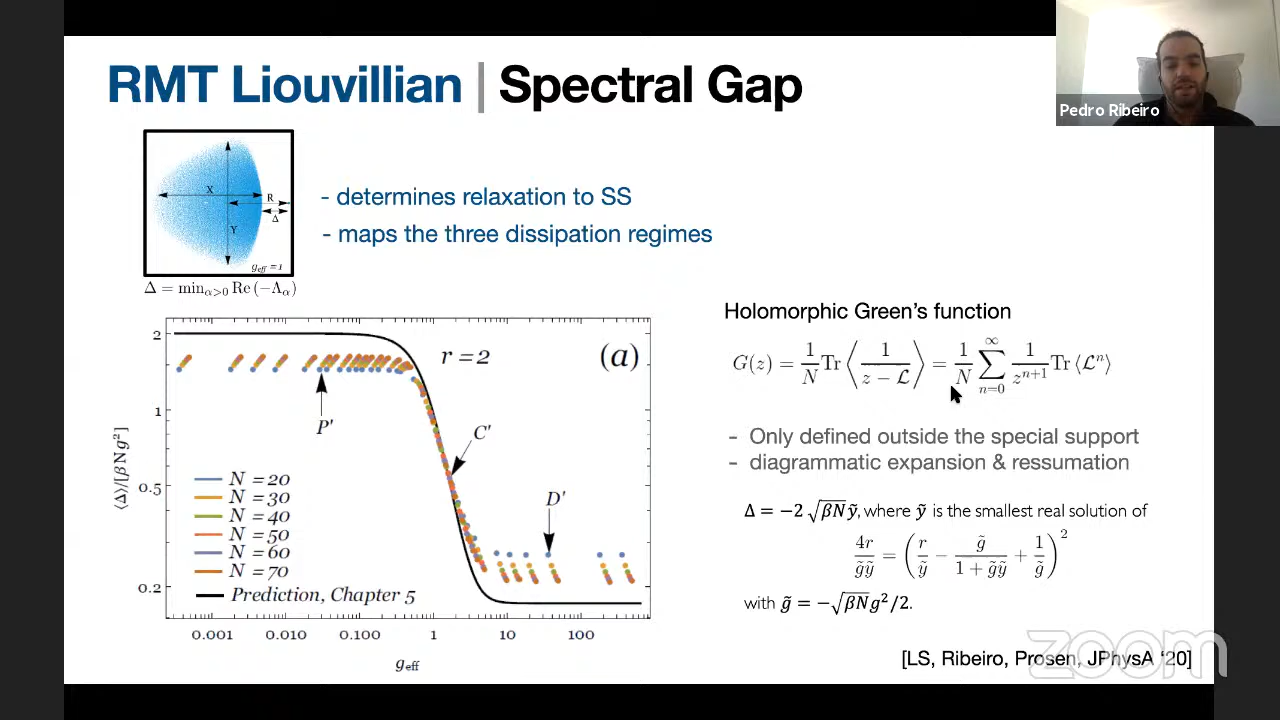 RMT Liouvillian | Spectral Gap
Pedro Ribeiro
X
R
Δ
Y
g_eff = 1
Δ = min_{α>0} Re (−Λ_α)
- determines relaxation to SS
- maps the three dissipation regimes
⟨Δ⟩/[β N g²]
2
1
0.5
0.2
r = 2
(a)
P'
C'
D'
N = 20
N = 30
N = 40
N = 50
N = 60
N = 70
Prediction, Chapter 5
0.001 0.010 0.100 1 10 100
g_eff
Holomorphic Green's function
G(z) = 1/N Tr ⟨ 1/(z − 𝓛) ⟩ = 1/N ∑_{n=0}^{∞} 1/z^{n+1} Tr ⟨𝓛ⁿ⟩
- Only defined outside the special support
- diagrammatic expansion & ressumation
Δ = −2 √(βN) ỹ, where ỹ is the smallest real solution of
4r/(g̃ỹ) = ( r/ỹ − g̃/(1 + g̃ỹ) + 1/g̃ )²
with g̃ = −√(βN) g²/2.
[LS, Ribeiro, Prosen, JPhysA '20]
zoom